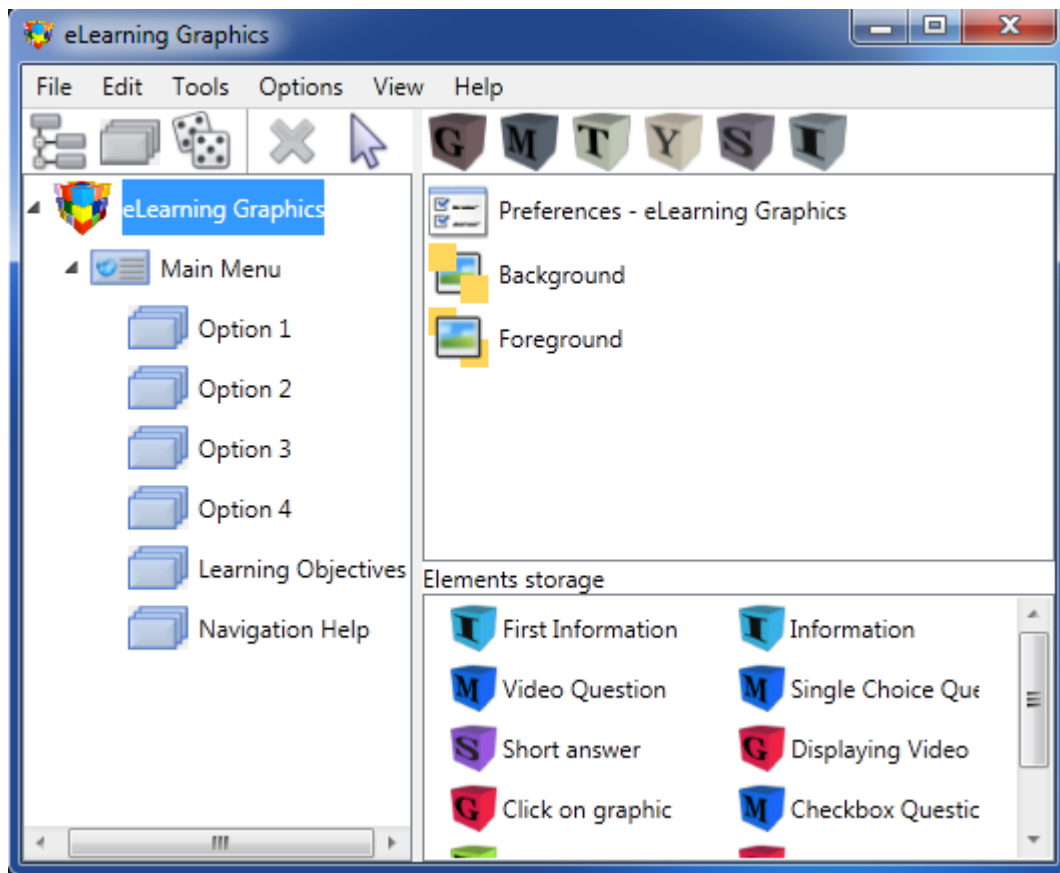 eLearning Graphics
File Edit Tools Options View Help
G M T Y S I
eLearning Graphics
Main Menu
Option 1
Option 2
Option 3
Option 4
Learning Objectives
Navigation Help
Preferences - eLearning Graphics
Background
Foreground
Elements storage
I First Information I Information
M Video Question M Single Choice Que
S Short answer G Displaying Video
G Click on graphic M Checkbox Questic